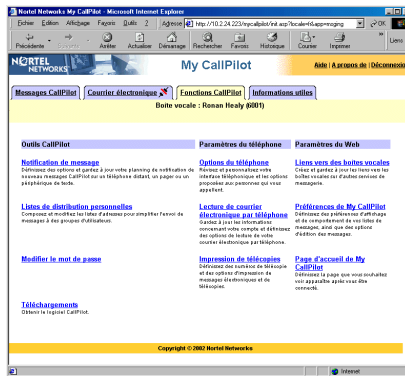 Nortel Networks My CallPilot - Microsoft Internet Explorer
Fichier Edition Affichage Favoris Outils 2 Adresse http://10.2.24.223/mycallpilot/init.asp?locale=fr&app=msging OK
Précédente Suivante Arrêter Actualiser Démarrage Rechercher Favoris Historique Courrier Imprimer » Liens
NORTEL NETWORKS My CallPilot Aide | A propos de | Déconnexio
Messages CallPilot Courrier électronique Fonctions CallPilot Informations utiles
Boîte vocale : Ronan Healy (6001)
Outils CallPilot
Notification de message
Définissez des options et gardez à jour votre planning de notification de
nouveaux messages CallPilot sur un téléphone distant, un pager ou un
périphérique de texte.
Listes de distribution personnelles
Composez et modifiez les listes d'adresses pour simplifier l'envoi de
messages à des groupes d'utilisateurs.
Modifier le mot de passe
Téléchargements
Obtenir le logiciel CallPilot.
Paramètres du téléphone
Options du téléphone
Révisez et personnalisez votre
interface téléphonique et les options
proposées aux personnes qui vous
appellent.
Lecture de courrier
électronique par téléphone
Gardez à jour les informations
concernant votre compte et définissez
des options de lecture de votre
courrier électronique par téléphone.
Impression de télécopies
Définissez des numéros de télécopie
et des options d'impression de
messages électroniques et de
télécopies.
Paramètres du Web
Liens vers des boîtes vocales
Créez et gardez à jour les liens vers les
boîtes vocales ou d'autres services de
messagerie.
Préférences de My CallPilot
Définissez des préférences d'affichage
et de comportement de vos listes de
messages, ainsi que des options
d'édition des messages.
Page d'accueil de My
CallPilot
Définissez la page que vous souhaitez
voir apparaître après vous être
connecté.
Copyright © 2002 Nortel Networks
Internet